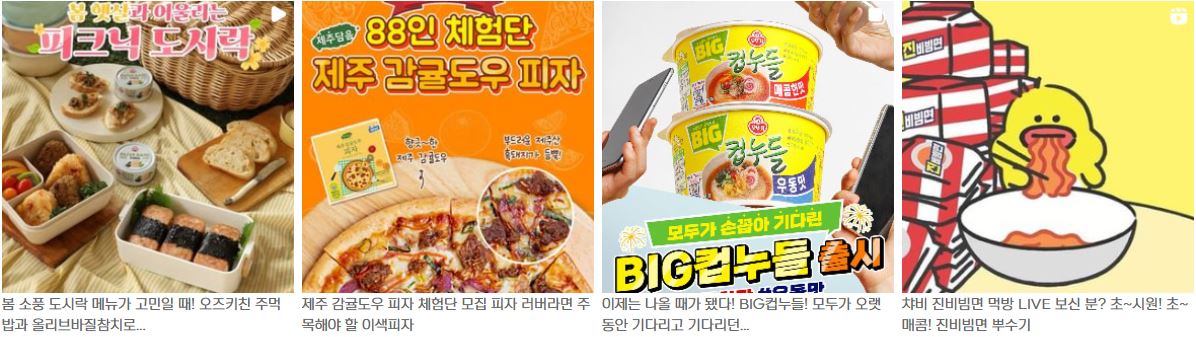 봄 햇살과 어울리는
피크닉 도시락
봄 소풍 도시락 메뉴가 고민일 때! 오즈키친 주먹
밥과 올리브바질참치로...
제주담음
88인 체험단
제주 감귤도우 피자
향긋~한
제주 감귤도우
부드러운 제주산
흑돼지가 듬뿍!
제주 감귤도우 피자 체험단 모집 피자 러버라면 주
목해야 할 이색피자
BIG
오뚜기
컵누들
매콤한맛
BIG
오뚜기
컵누들
우동맛
모두가 손꼽아 기다린
BIG컵누들 출시
이제는 나올 때가 됐다! BIG컵누들! 모두가 오랫
동안 기다리고 기다리던...
진비빔면
챠비 진비빔면 먹방 LIVE 보신 분? 초~시원! 초~
매콤! 진비빔면 뿌수기